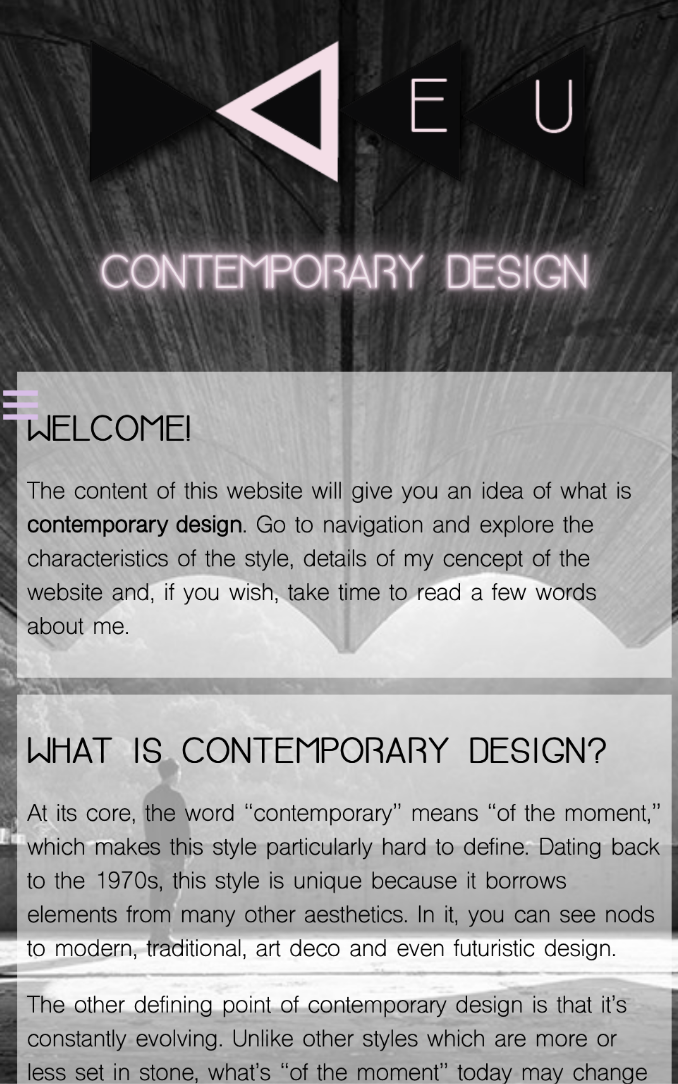 E U
CONTEMPORARY DESIGN
WELCOME!
The content of this website will give you an idea of what is
contemporary design. Go to navigation and explore the
characteristics of the style, details of my cencept of the
website and, if you wish, take time to read a few words
about me.
WHAT IS CONTEMPORARY DESIGN?
At its core, the word “contemporary” means “of the moment,”
which makes this style particularly hard to define. Dating back
to the 1970s, this style is unique because it borrows
elements from many other aesthetics. In it, you can see nods
to modern, traditional, art deco and even futuristic design.
The other defining point of contemporary design is that it’s
constantly evolving. Unlike other styles which are more or
less set in stone, what’s “of the moment” today may change